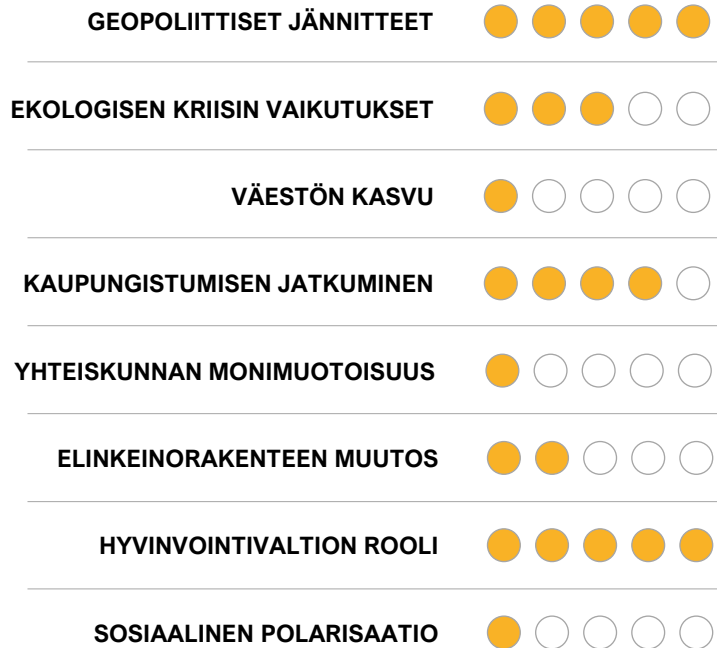 GEOPOLIITTISET JÄNNITTEET
EKOLOGISEN KRIISIN VAIKUTUKSET
VÄESTÖN KASVU
KAUPUNGISTUMISEN JATKUMINEN
YHTEISKUNNAN MONIMUOTOISUUS
ELINKEINORAKENTEEN MUUTOS
HYVINVOINTIVALTION ROOLI
SOSIAALINEN POLARISAATIO